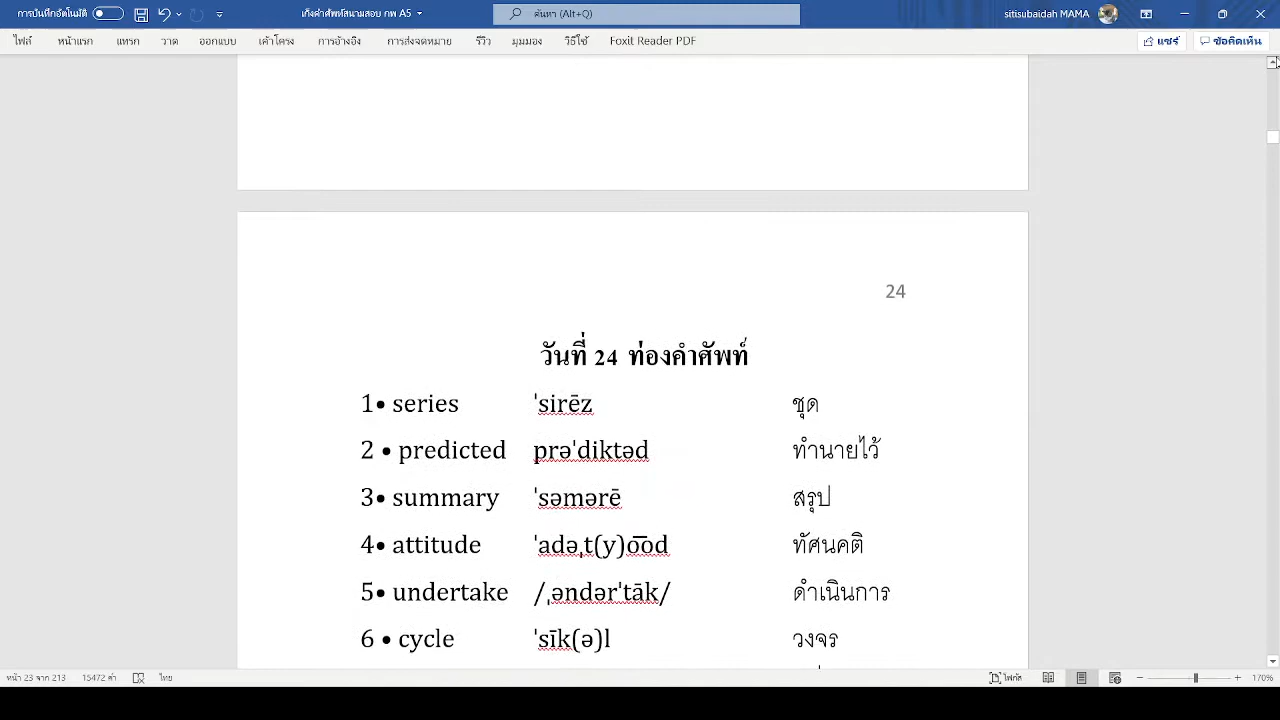 การบันทึกอัตโนมัติ เก็งคำศัพท์สนามสอบ กพ A5 ค้นหา (Alt+Q) sitisubaidah MAMA
ไฟล์ หน้าแรก แทรก วาด ออกแบบ เค้าโครง การอ้างอิง การส่งจดหมาย รีวิว มุมมอง วิธีใช้ Foxit Reader PDF แชร์ ข้อคิดเห็น
24
วันที่ 24 ท่องคำศัพท์
1• series ˈsirēz ชุด
2 • predicted prəˈdiktəd ทำนายไว้
3• summary ˈsəmərē สรุป
4• attitude ˈadəˌt(y)o͞od ทัศนคติ
5• undertake /ˌəndərˈtāk/ ดำเนินการ
6 • cycle ˈsīk(ə)l วงจร
หน้า 23 จาก 213 15472 คำ ไทย โฟกัส 170%